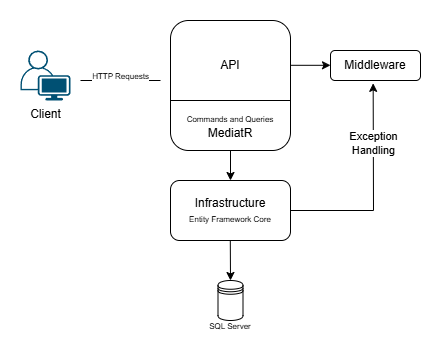 API
Middleware
HTTP Requests
Client
Commands and Queries
MediatR
Exception
Handling
Infrastructure
Entity Framework Core
SQL Server